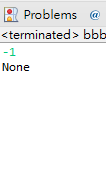 Problems @
<terminated> bbb
-1
None